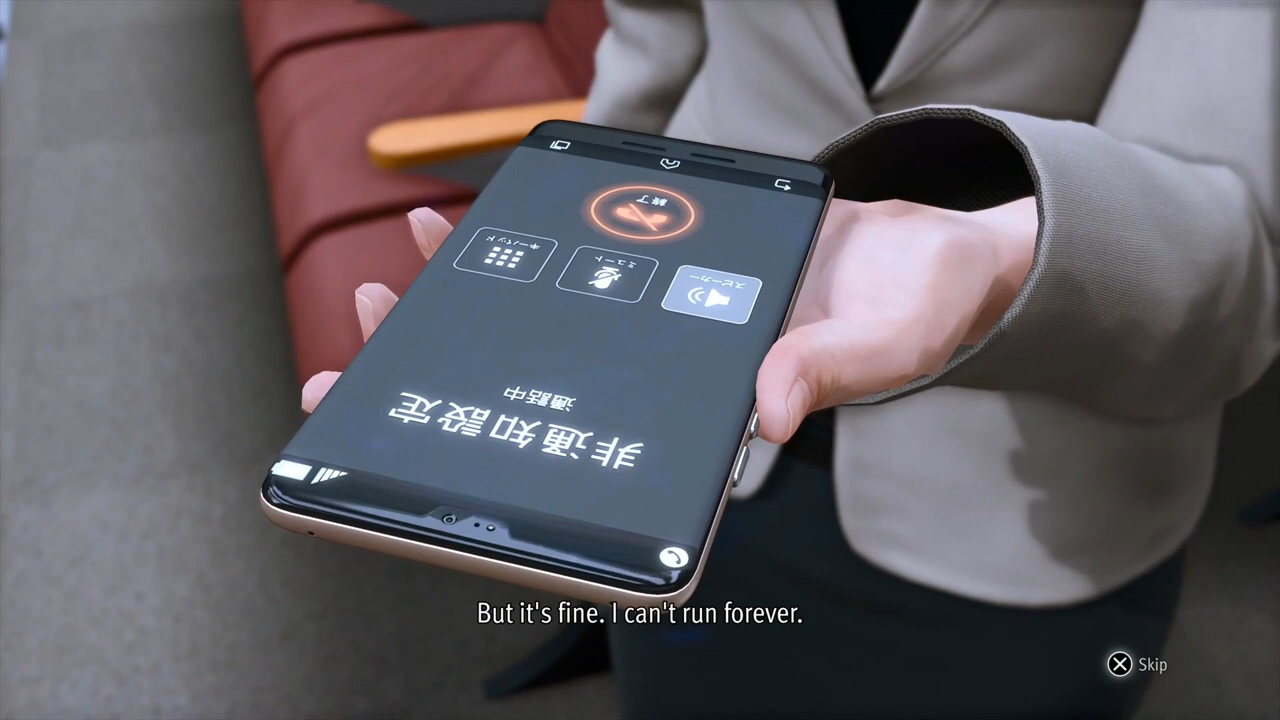 非通知設定
通話中
スピーカー
ミュート
キーパッド
終了
But it's fine. I can't run forever.
Skip